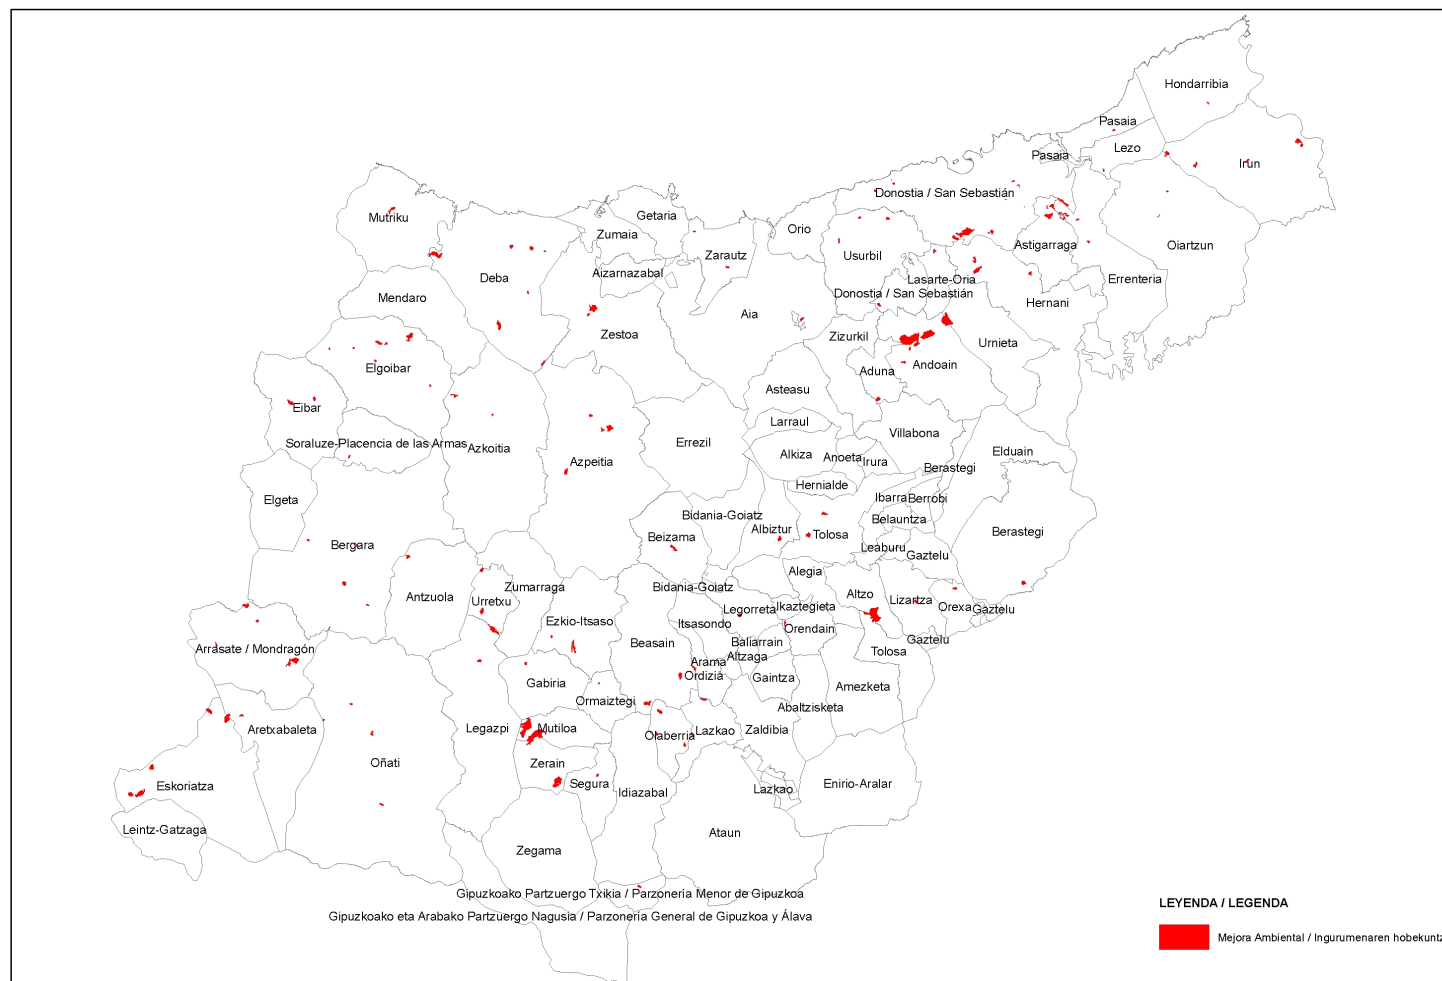 Hondarribia
Pasaia
Lezo
Pasaia
Irun
Donostia / San Sebastián
Mutriku
Getaria
Zumaia
Orio
Astigarraga
Oiartzun
Usurbil
Zarautz
Deba
Aizarnazabal
Lasarte-Oria
Errenteria
Donostia / San Sebastián
Hernani
Mendaro
Aia
Zestoa
Zizurkil
Urnieta
Elgoibar
Aduna
Andoain
Asteasu
Eibar
Larraul
Villabona
Soraluze-Placencia de las Armas
Azkoitia
Errezil
Elduain
Azpeitia
Alkiza
Anoeta
Irura
Berastegi
Hernialde
Elgeta
Ibarra
Berrobi
Bidania-Goiatz
Belauntza
Albiztur
Tolosa
Berastegi
Beizama
Bergara
Leaburu
Gaztelu
Alegia
Zumarraga
Bidania-Goiatz
Antzuola
Urretxu
Altzo
Lizartza
Orexa
Gaztelu
Legorreta
Ikaztegieta
Ezkio-Itsaso
Itsasondo
Orendain
Beasain
Baliarrain
Gaztelu
Arrasate / Mondragón
Altzaga
Tolosa
Arama
Ordizia
Gaintza
Gabiria
Amezketa
Ormaiztegi
Abaltzisketa
Legazpi
Mutiloa
Aretxabaleta
Lazkao
Zaldibia
Olaberria
Oñati
Zerain
Segura
Eskoriatza
Idiazabal
Lazkao
Enirio-Aralar
Leintz-Gatzaga
Ataun
Zegama
Gipuzkoako Partzuergo Txikia / Parzonería Menor de Gipuzkoa
Gipuzkoako eta Arabako Partzuergo Nagusia / Parzonería General de Gipuzkoa y Álava
LEYENDA / LEGENDA
Mejora Ambiental / Ingurumenaren hobekuntz